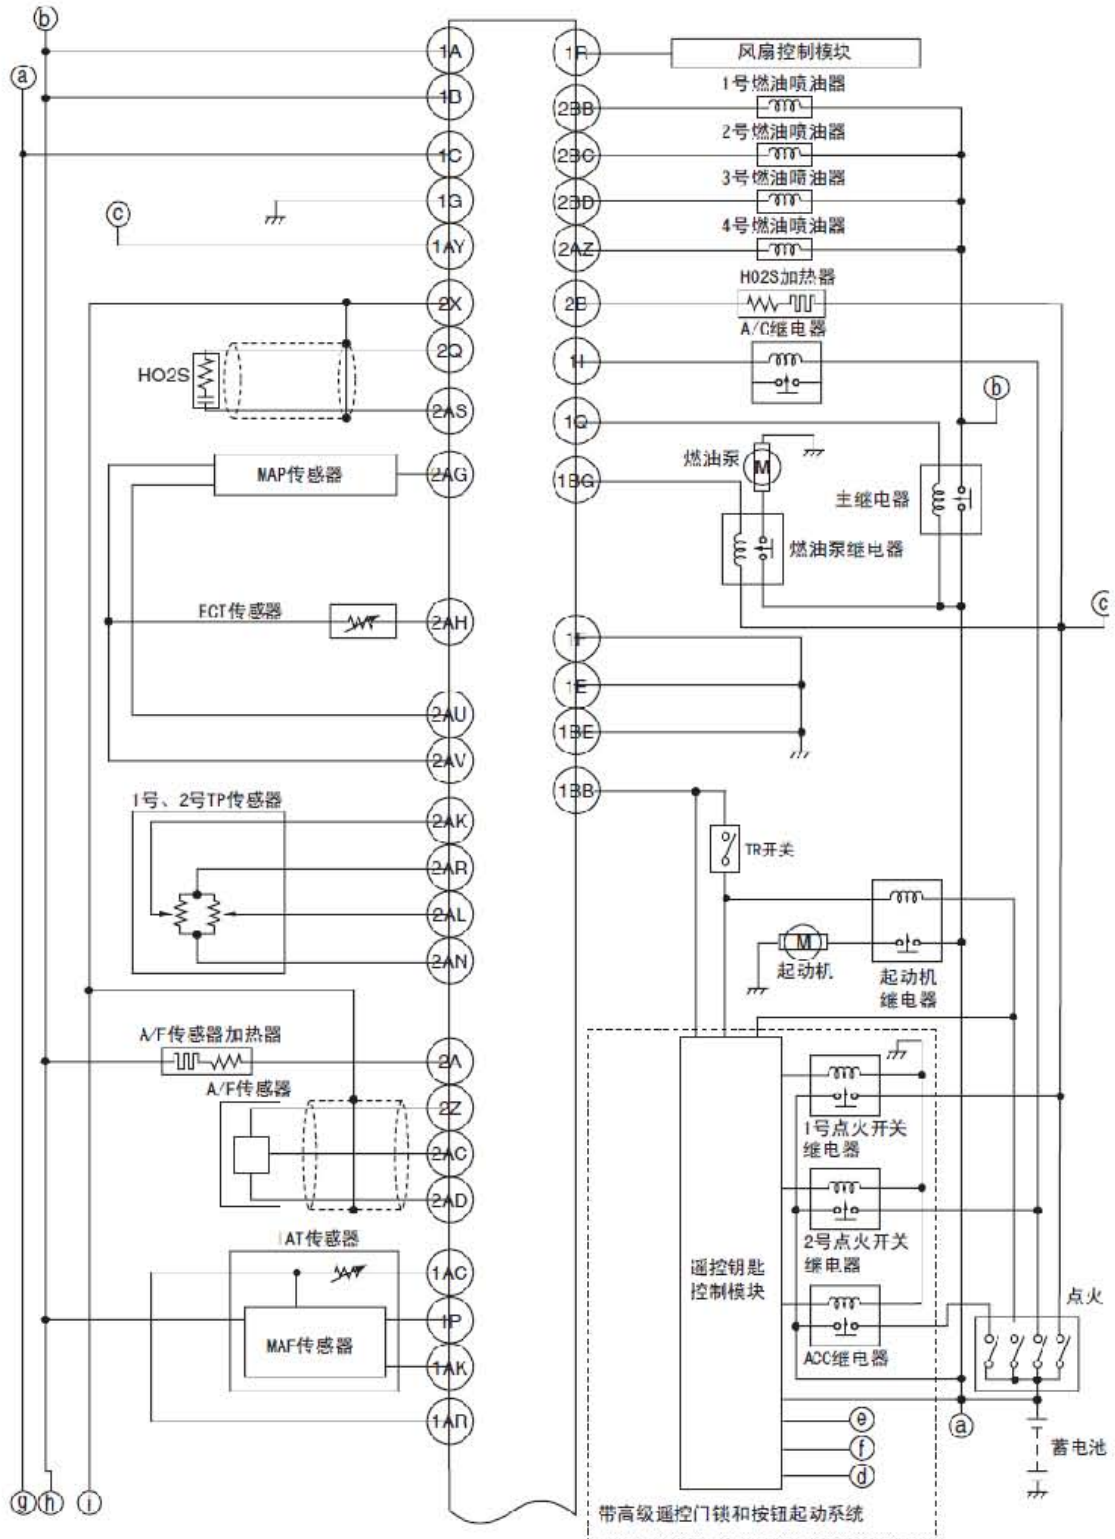 b
a
1A
1B
1C
1G
c
1AY
2X
2Q
HO2S
2AS
MAP传感器
2AG
ECT传感器
2AH
2AU
2AV
1号、2号TP传感器
2AK
2AR
2AL
2AN
A/F传感器加热器
2A
A/F传感器
2Z
2AC
2AD
IAT传感器
1AC
1P
MAF传感器
1AK
1AR
g
h
i
1R
风扇控制模块
1号燃油喷油器
2BB
2号燃油喷油器
2BC
3号燃油喷油器
2BD
4号燃油喷油器
2AZ
HO2S加热器
2B
A/C继电器
1I
b
1Q
燃油泵
M
1BG
主继电器
燃油泵继电器
c
1F
1E
1BE
1BB
TR开关
M
起动机
起动机
继电器
1号点火开关
继电器
2号点火开关
继电器
遥控钥匙
控制模块
点火
ACC继电器
e
a
f
蓄电池
d
带高级遥控门锁和按钮起动系统